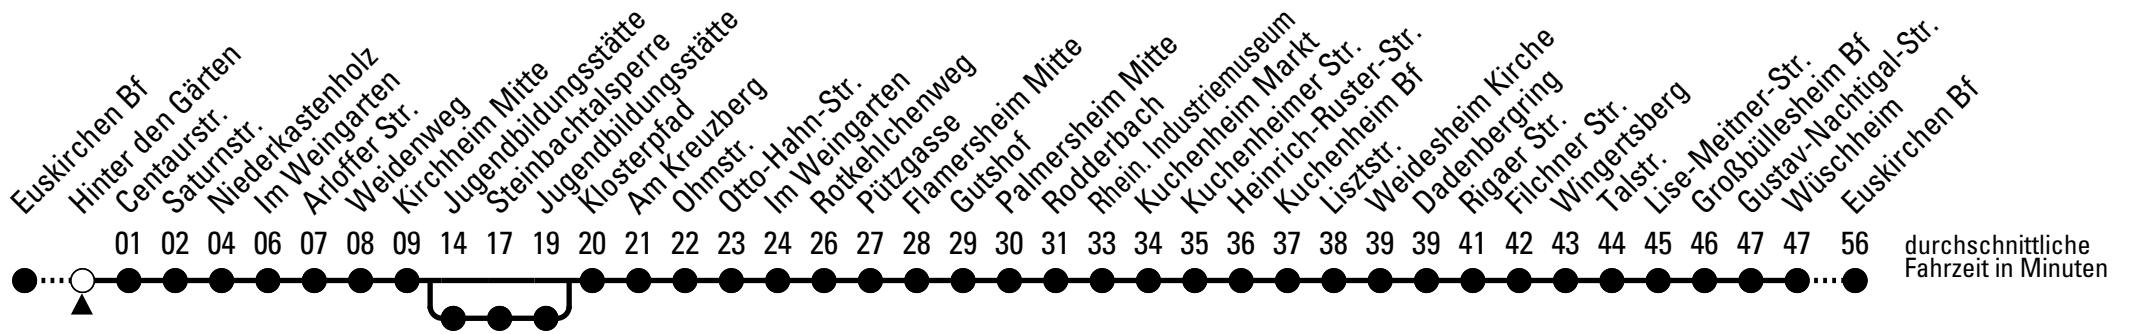 Euskirchen Bf
Hinter den Gärten
Centaurstr.
Saturnstr.
Niederkastenholz
Im Weingarten
Arloffer Str.
Weidenweg
Kirchheim Mitte
Jugendbildungsstätte
Steinbachtalsperre
Jugendbildungsstätte
Klosterpfad
Am Kreuzberg
Ohmstr.
Otto-Hahn-Str.
Im Weingarten
Rotkehlchenweg
Pützgasse
Flamersheim Mitte
Gutshof
Palmersheim Mitte
Rodderbach
Rhein. Industriemuseum
Kuchenheim Markt
Kuchenheimer Str.
Heinrich-Ruster-Str.
Kuchenheim Bf
Lisztstr.
Weidesheim Kirche
Dadenbergring
Rigaer Str.
Filchner Str.
Wingertsberg
Talstr.
Lise-Meitner-Str.
Großbüllesheim Bf
Gustav-Nachtigal-Str.
Wüschheim
Euskirchen Bf
01 02 04 06 07 08 09 14 17 19 20 21 22 23 24 26 27 28 29 30 31 33 34 35 36 37 38 39 39 41 42 43 44 45 46 47 47 56
durchschnittliche
Fahrzeit in Minuten